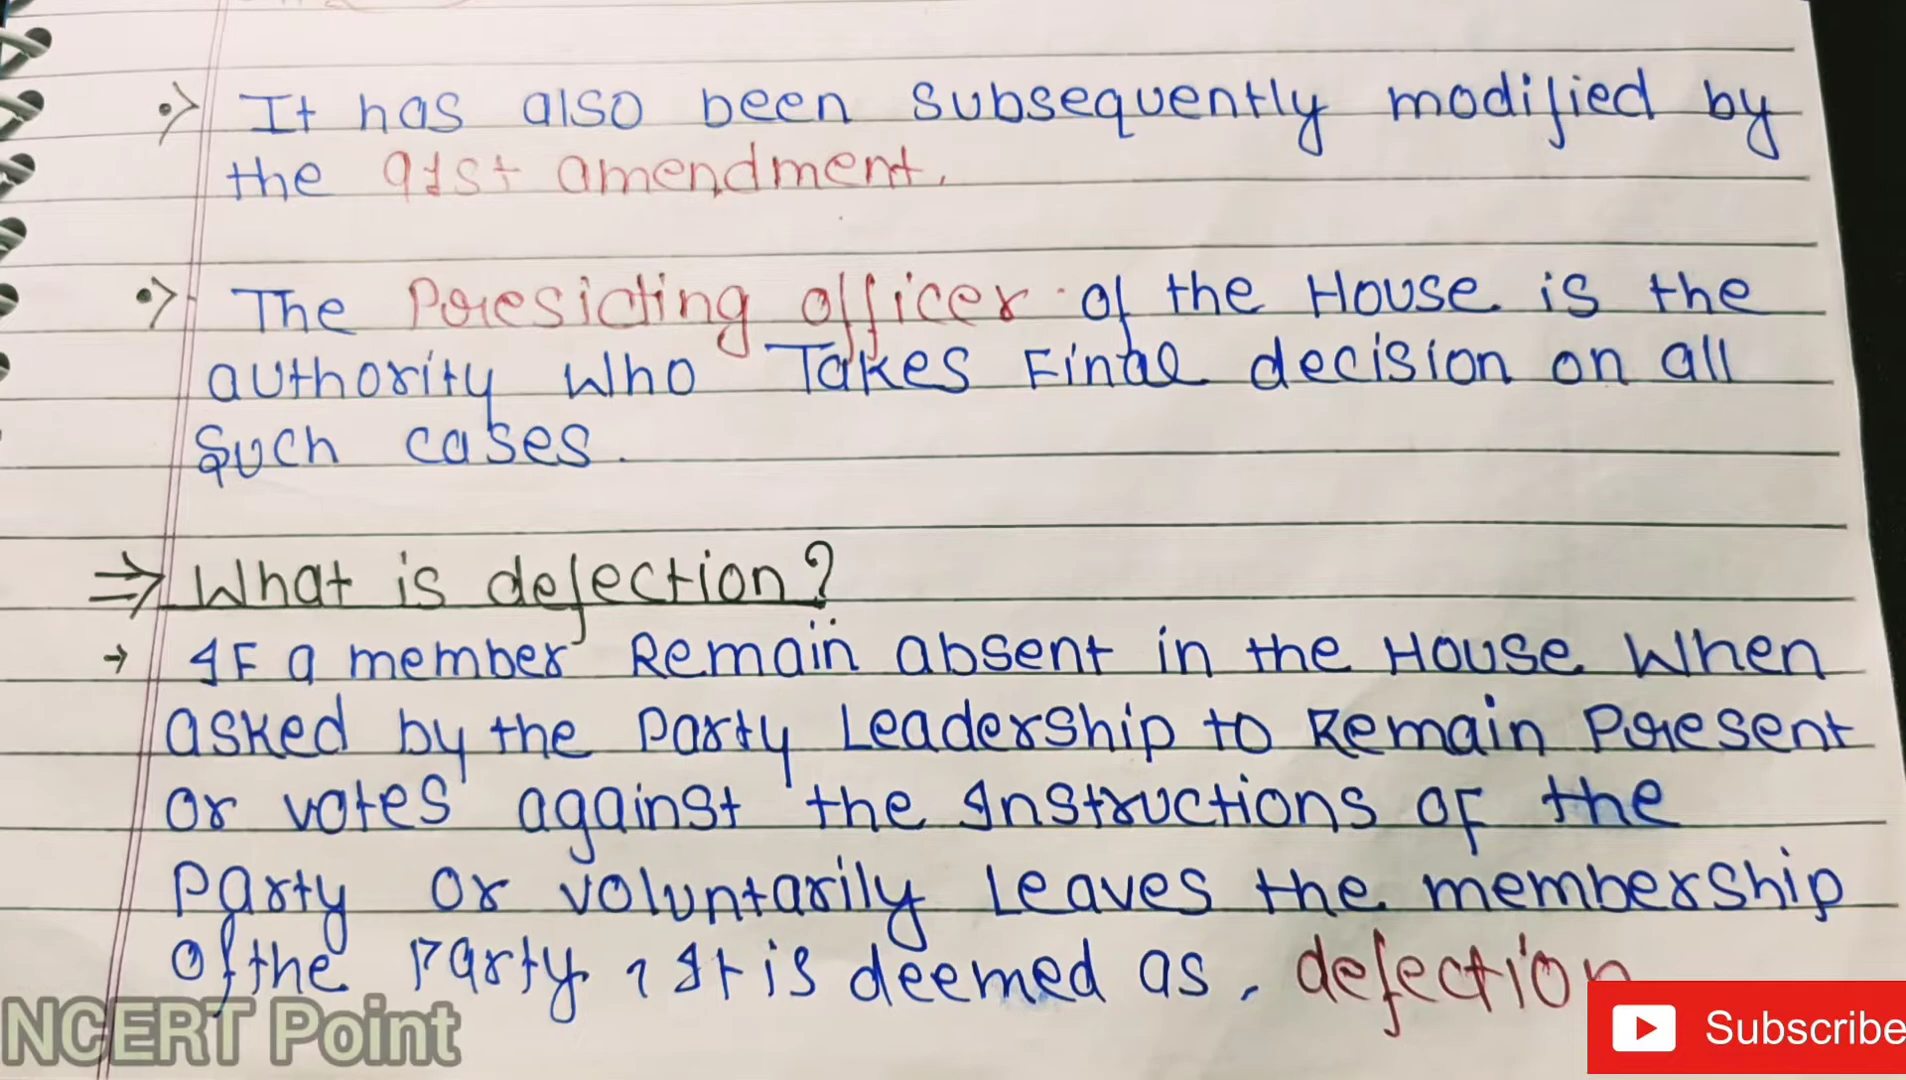 It has also been subsequently modified by
the 91st amendment.
The Presiding officer of the House is the
authority who Takes Final decision on all
Such cases.
What is defection?
IF a member Remain absent in the House When
asked by the Party Leadership to Remain Present
or votes against the Instructions of the
Party or voluntarily Leaves the membership
of the Party, It is deemed as, defection
NCERT Point
Subscribe